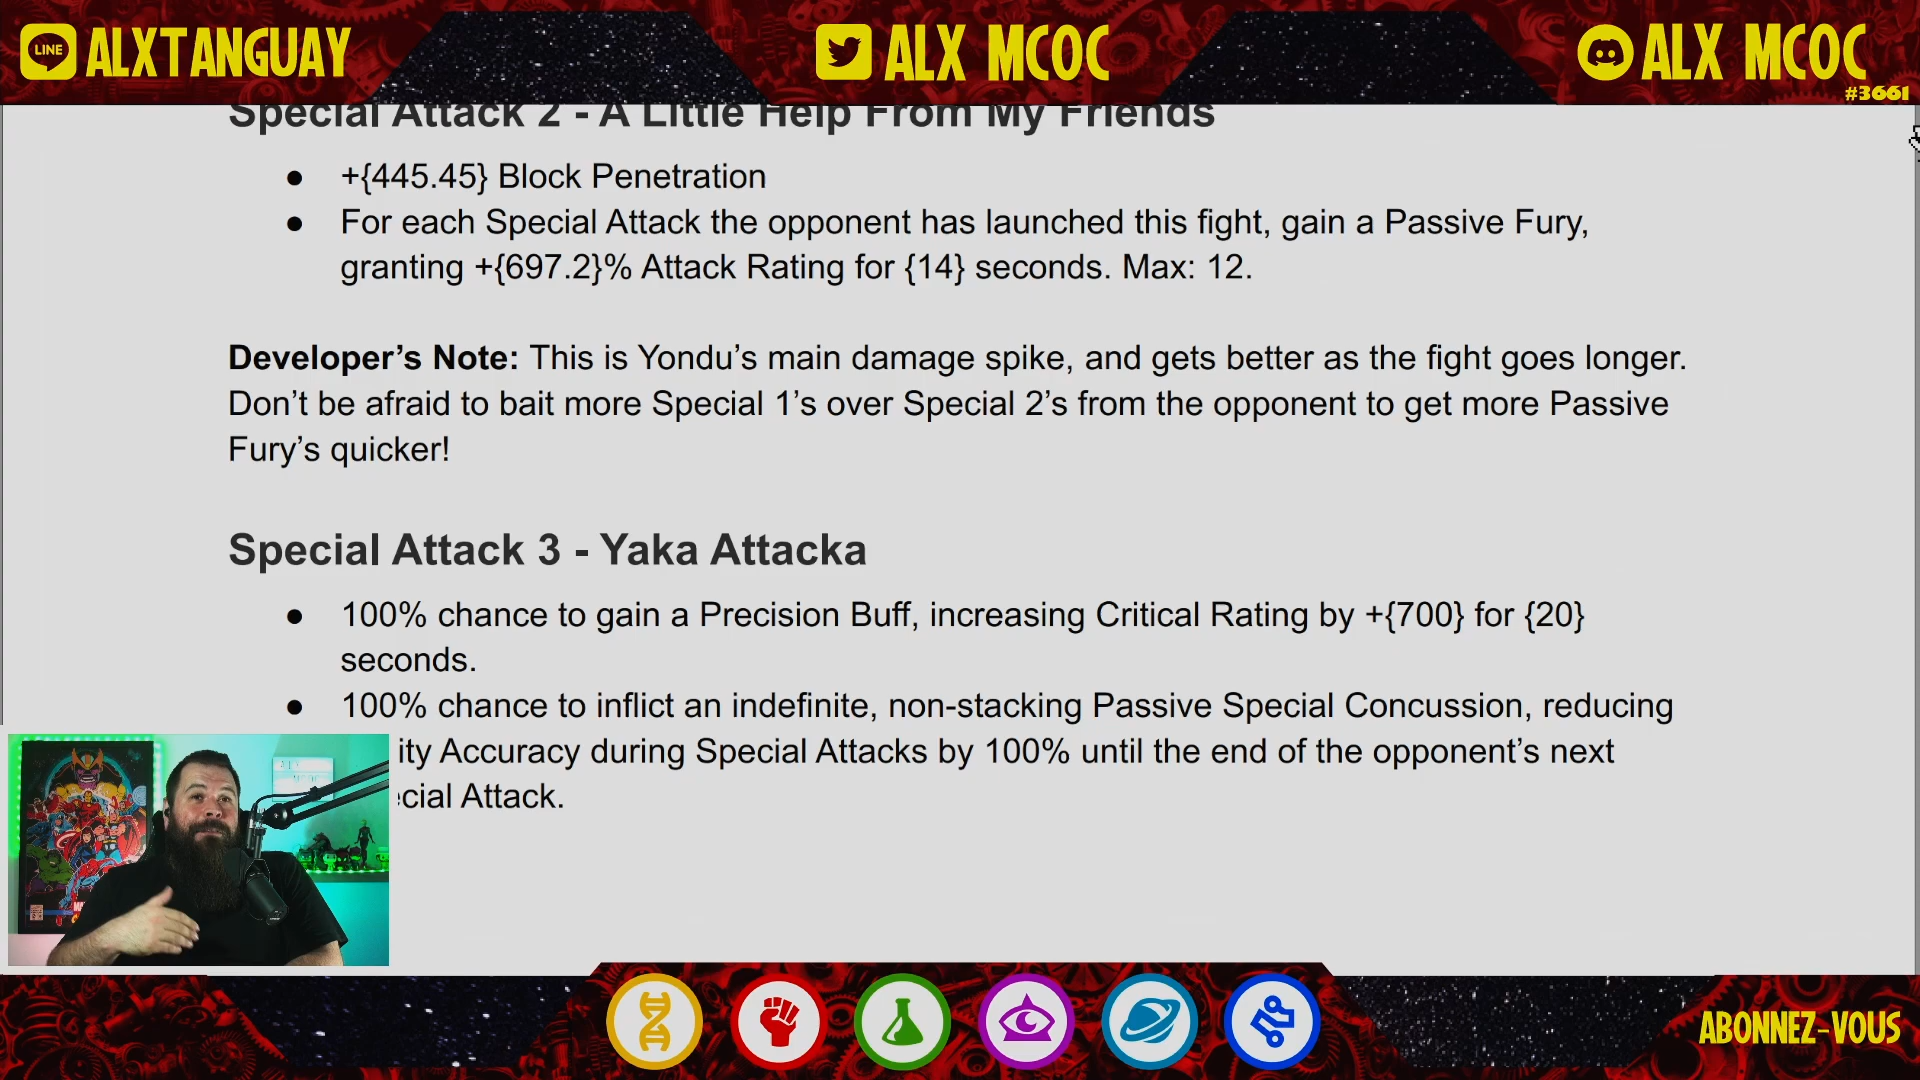 LINE
ALXTANGUAY
ALX MCOC
ALX MCOC
#3661
Special Attack 2 - A Little Help From My Friends
● +{445.45} Block Penetration
● For each Special Attack the opponent has launched this fight, gain a Passive Fury,
granting +{697.2}% Attack Rating for {14} seconds. Max: 12.
Developer’s Note: This is Yondu’s main damage spike, and gets better as the fight goes longer.
Don’t be afraid to bait more Special 1’s over Special 2’s from the opponent to get more Passive
Fury’s quicker!
Special Attack 3 - Yaka Attacka
● 100% chance to gain a Precision Buff, increasing Critical Rating by +{700} for {20}
seconds.
● 100% chance to inflict an indefinite, non-stacking Passive Special Concussion, reducing
ity Accuracy during Special Attacks by 100% until the end of the opponent’s next
cial Attack.
ABONNEZ-VOUS